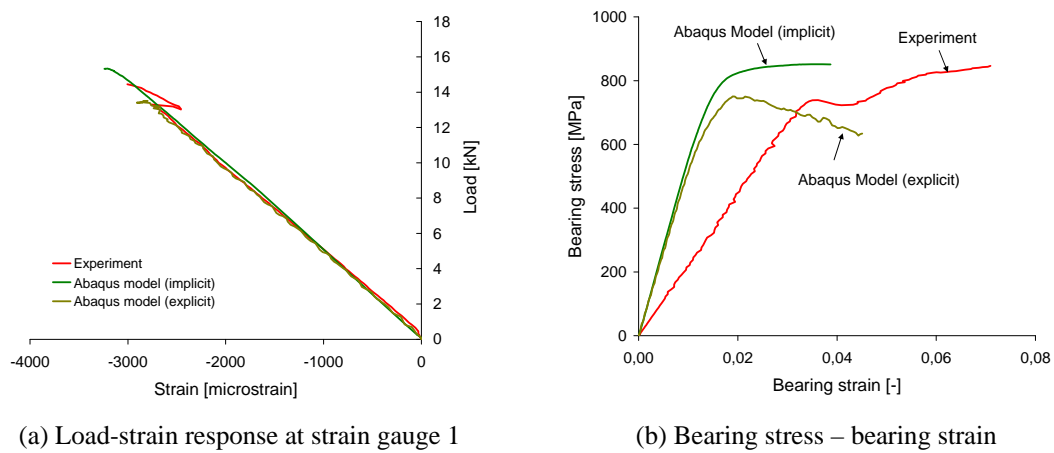 18
16
14
12
10
8
6
4
2
0
Load [kN]
Experiment
Abaqus model (implicit)
Abaqus model (explicit)
-4000
-3000
-2000
-1000
0
Strain [microstrain]
(a) Load-strain response at strain gauge 1
1000
800
600
400
200
0
Bearing stress [MPa]
Abaqus Model (implicit)
Experiment
Abaqus Model (explicit)
0,00
0,02
0,04
0,06
0,08
Bearing strain [-]
(b) Bearing stress – bearing strain